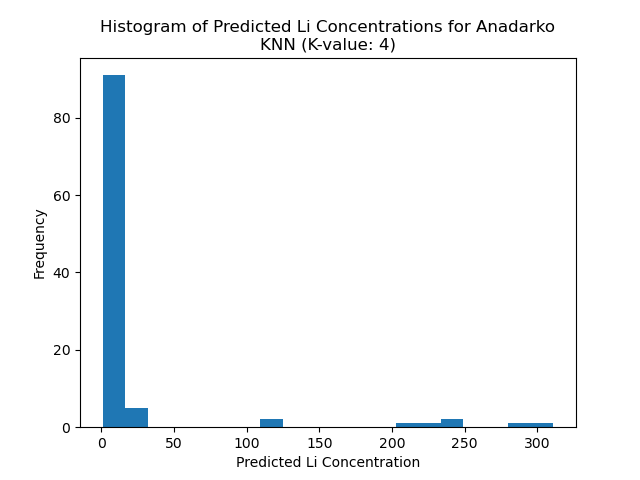 Histogram of Predicted Li Concentrations for Anadarko
KNN (K-value: 4)
Frequency
80
60
40
20
0
0 50 100 150 200 250 300
Predicted Li Concentration